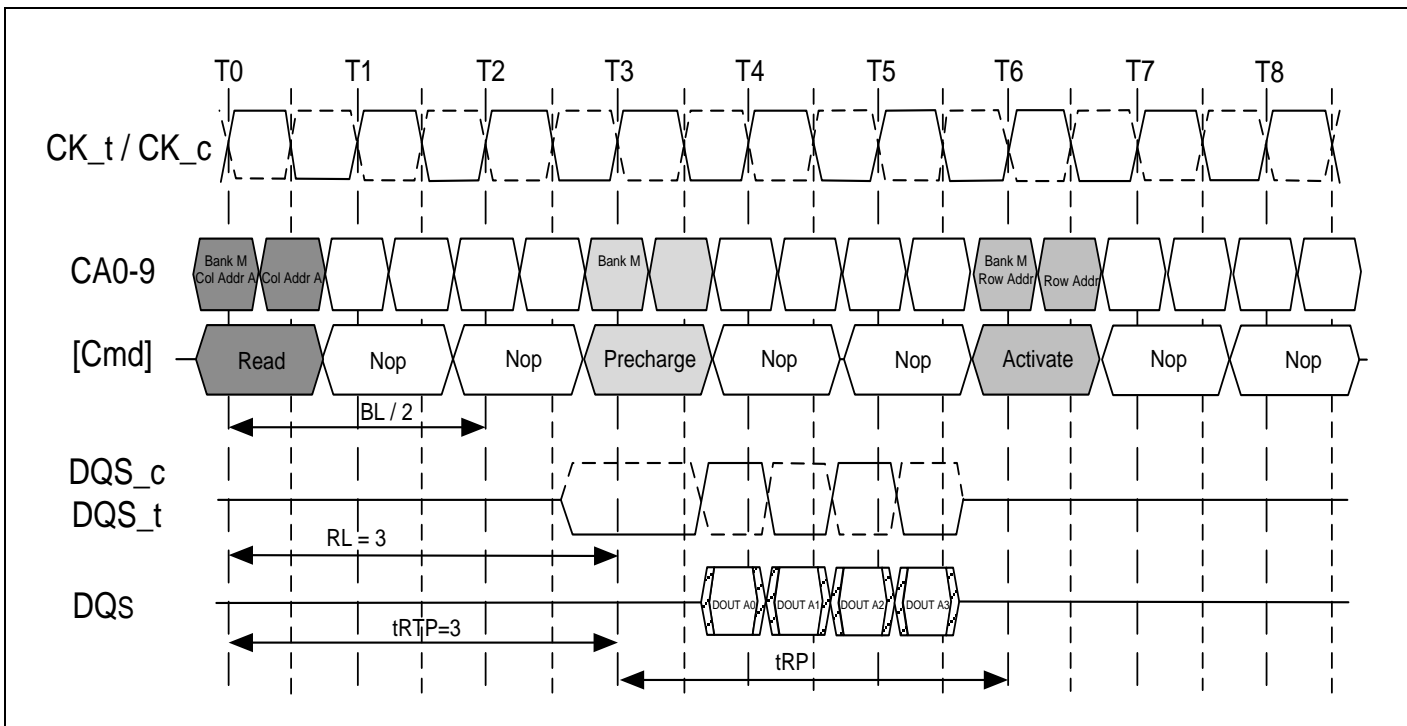 T0 T1 T2 T3 T4 T5 T6 T7 T8
CK_t / CK_c
CA0-9
Bank M
Col Addr A
Col Addr A
Bank M
Bank M
Row Addr
Row Addr
[Cmd]
Read Nop Nop Precharge Nop Nop Activate Nop Nop
BL / 2
DQS_c
DQS_t
RL = 3
DQs
DOUT A0 DOUT A1 DOUT A2 DOUT A3
tRTP=3
tRP